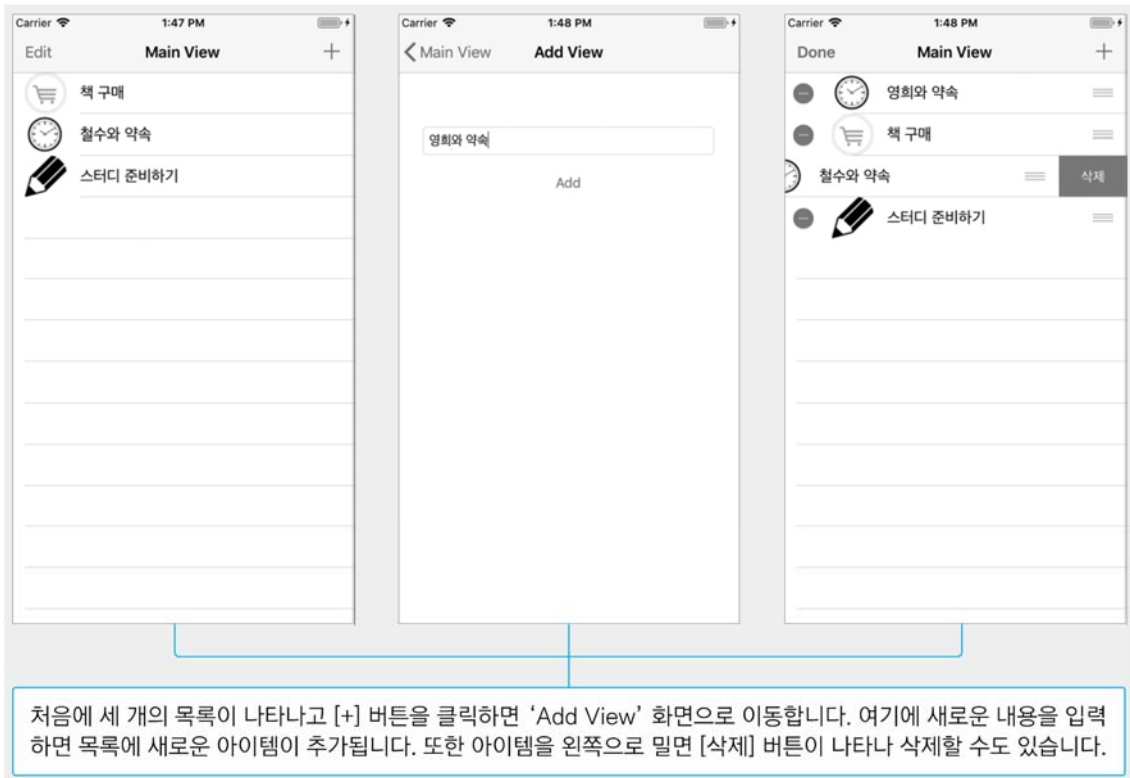 Carrier 1:47 PM
Edit Main View +
책 구매
철수와 약속
스터디 준비하기
Carrier 1:48 PM
Main View Add View
영희와 약속
Add
Carrier 1:48 PM
Done Main View +
영희와 약속
책 구매
철수와 약속 삭제
스터디 준비하기
처음에 세 개의 목록이 나타나고 [+] 버튼을 클릭하면 ‘Add View’ 화면으로 이동합니다. 여기에 새로운 내용을 입력
하면 목록에 새로운 아이템이 추가됩니다. 또한 아이템을 왼쪽으로 밀면 [삭제] 버튼이 나타나 삭제할 수도 있습니다.